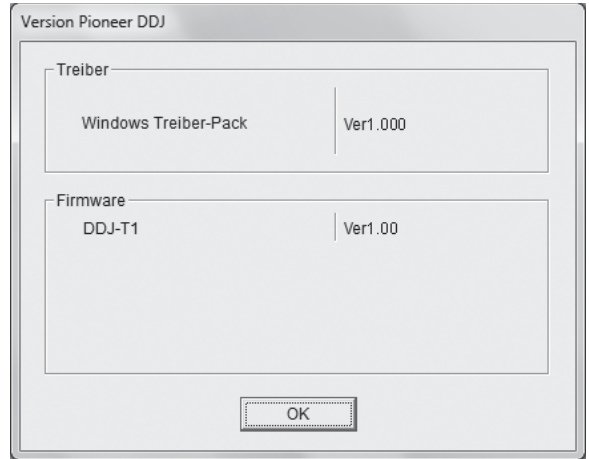 Version Pioneer DDJ
Treiber
Windows Treiber-Pack Ver1.000
Firmware
DDJ-T1 Ver1.00
OK